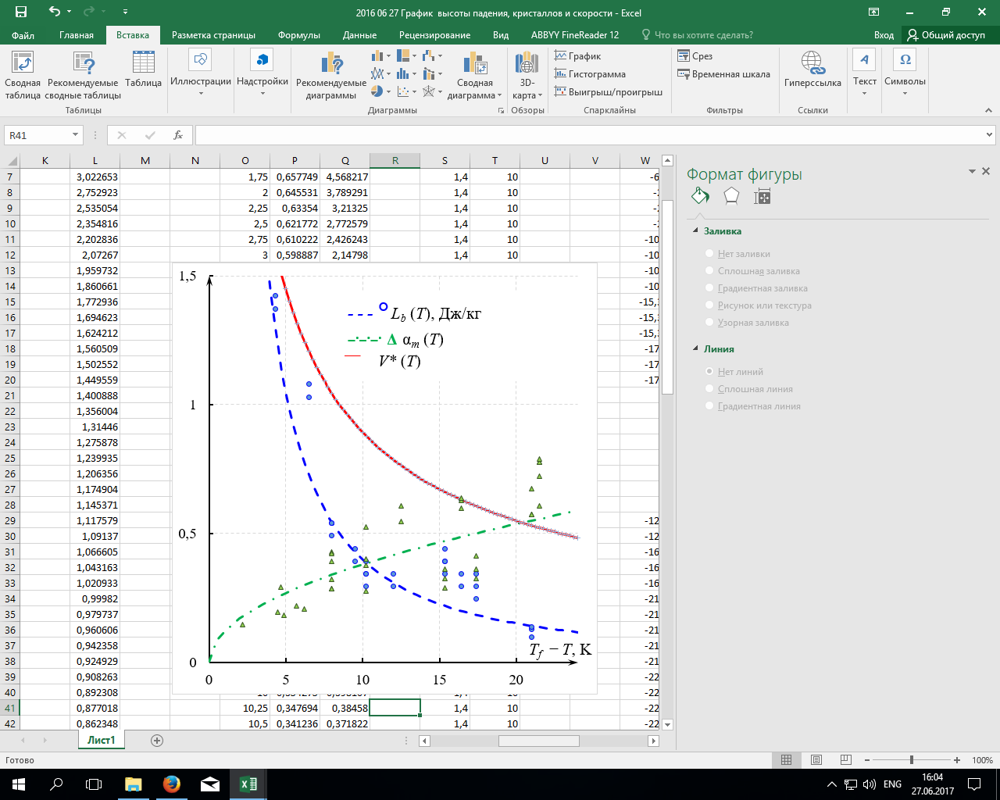 2016 06 27 График  высоты падения, кристаллов и скорости - Excel
Файл Главная Вставка Разметка страницы Формулы Данные Рецензирование Вид ABBYY FineReader 12 Что вы хотите сделать? Вход Общий доступ
Сводная таблица Рекомендуемые сводные таблицы Таблица Иллюстрации Надстройки Рекомендуемые диаграммы Сводная диаграмма 3D-карта График Гистограмма Выигрыш/проигрыш Срез Временная шкала Гиперссылка Текст Символы
Таблицы Диаграммы Обзоры Спарклайны Фильтры Ссылки
R41 fx
K L M N O P Q R S T U V W
7 3,022653 1,75 0,657749 4,568217 1,4 10 -6
8 2,752923 2 0,645531 3,789291 1,4 10
9 2,535054 2,25 0,63354 3,21325 1,4 10
10 2,354816 2,5 0,621772 2,772579 1,4 10
11 2,202836 2,75 0,610222 2,426243 1,4 10 -10
12 2,07267 3 0,598887 2,14798 1,4 10 -10
13 1,959732 -10
14 1,860661 -10
15 1,772936 -15,
16 1,694623 -15,
17 1,624212 -15,
18 1,560509 -17
19 1,502552 -17
20 1,449559 -17
21 1,400888
22 1,356004
23 1,31446
24 1,275878
25 1,239935
26 1,206356
27 1,174904
28 1,145371
29 1,117579 -12
30 1,09137 -12
31 1,066605 -16
32 1,043163 -16
33 1,020933 -16
34 0,99982 -21
35 0,979737 -21
36 0,960606 -21
37 0,942358 -21
38 0,924929 -21
39 0,908263 -22
40 0,892308 -22
41 0,877018 10,25 0,347694 0,38458 1,4 10 -22
42 0,862348 10,5 0,341236 0,371822 1,4 10 -22
1,5
1
0,5
0
0 5 10 15 20
L_b (T), Дж/кг
Δ α_m (T)
V* (T)
T_f − T, K
Формат фигуры
Заливка
Нет заливки
Сплошная заливка
Градиентная заливка
Рисунок или текстура
Узорная заливка
Линия
Нет линий
Сплошная линия
Градиентная линия
Лист1
Готово 100%
ENG 16:04
27.06.2017